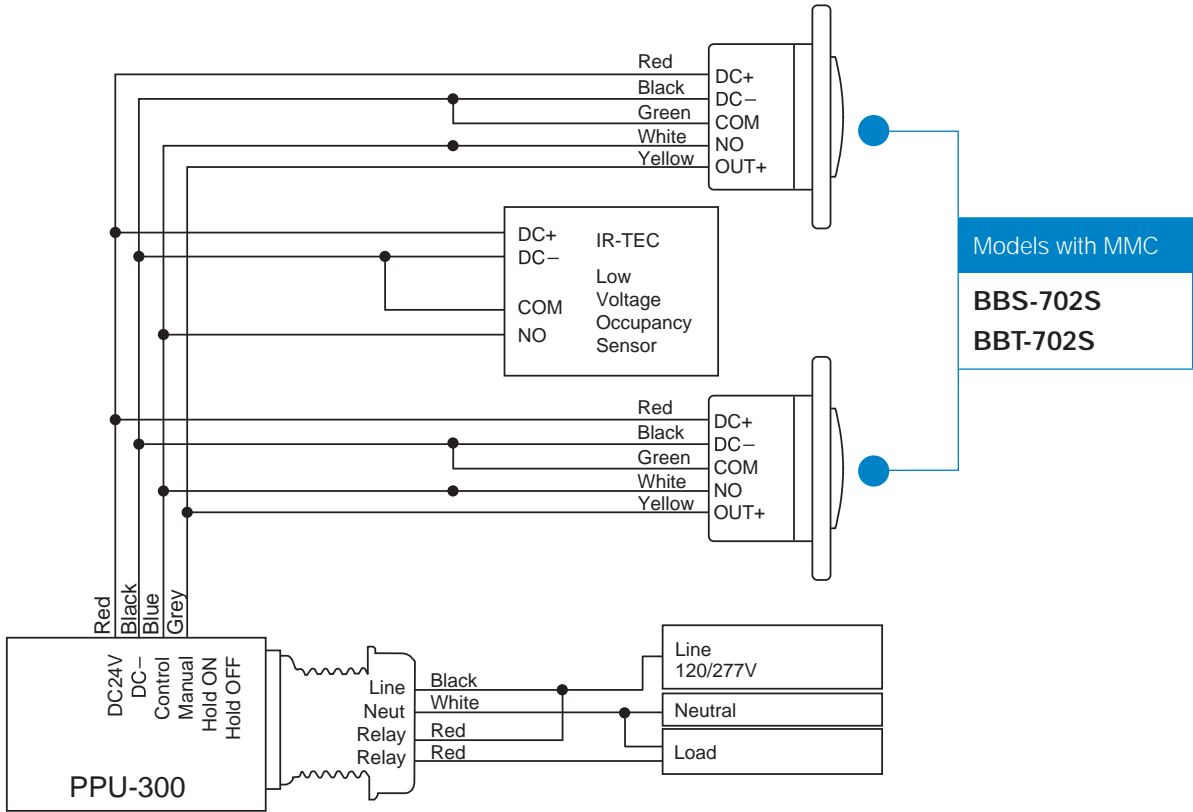 Red
Black
Green
White
Yellow
DC+
DC−
COM
NO
OUT+
DC+
DC−
COM
NO
IR-TEC
Low
Voltage
Occupancy
Sensor
Models with MMC
BBS-702S
BBT-702S
Red
Black
Green
White
Yellow
DC+
DC−
COM
NO
OUT+
Red
Black
Blue
Grey
DC24V
DC−
Control
Manual
Hold ON
Hold OFF
PPU-300
Line
Neut
Relay
Relay
Black
White
Red
Red
Line
120/277V
Neutral
Load